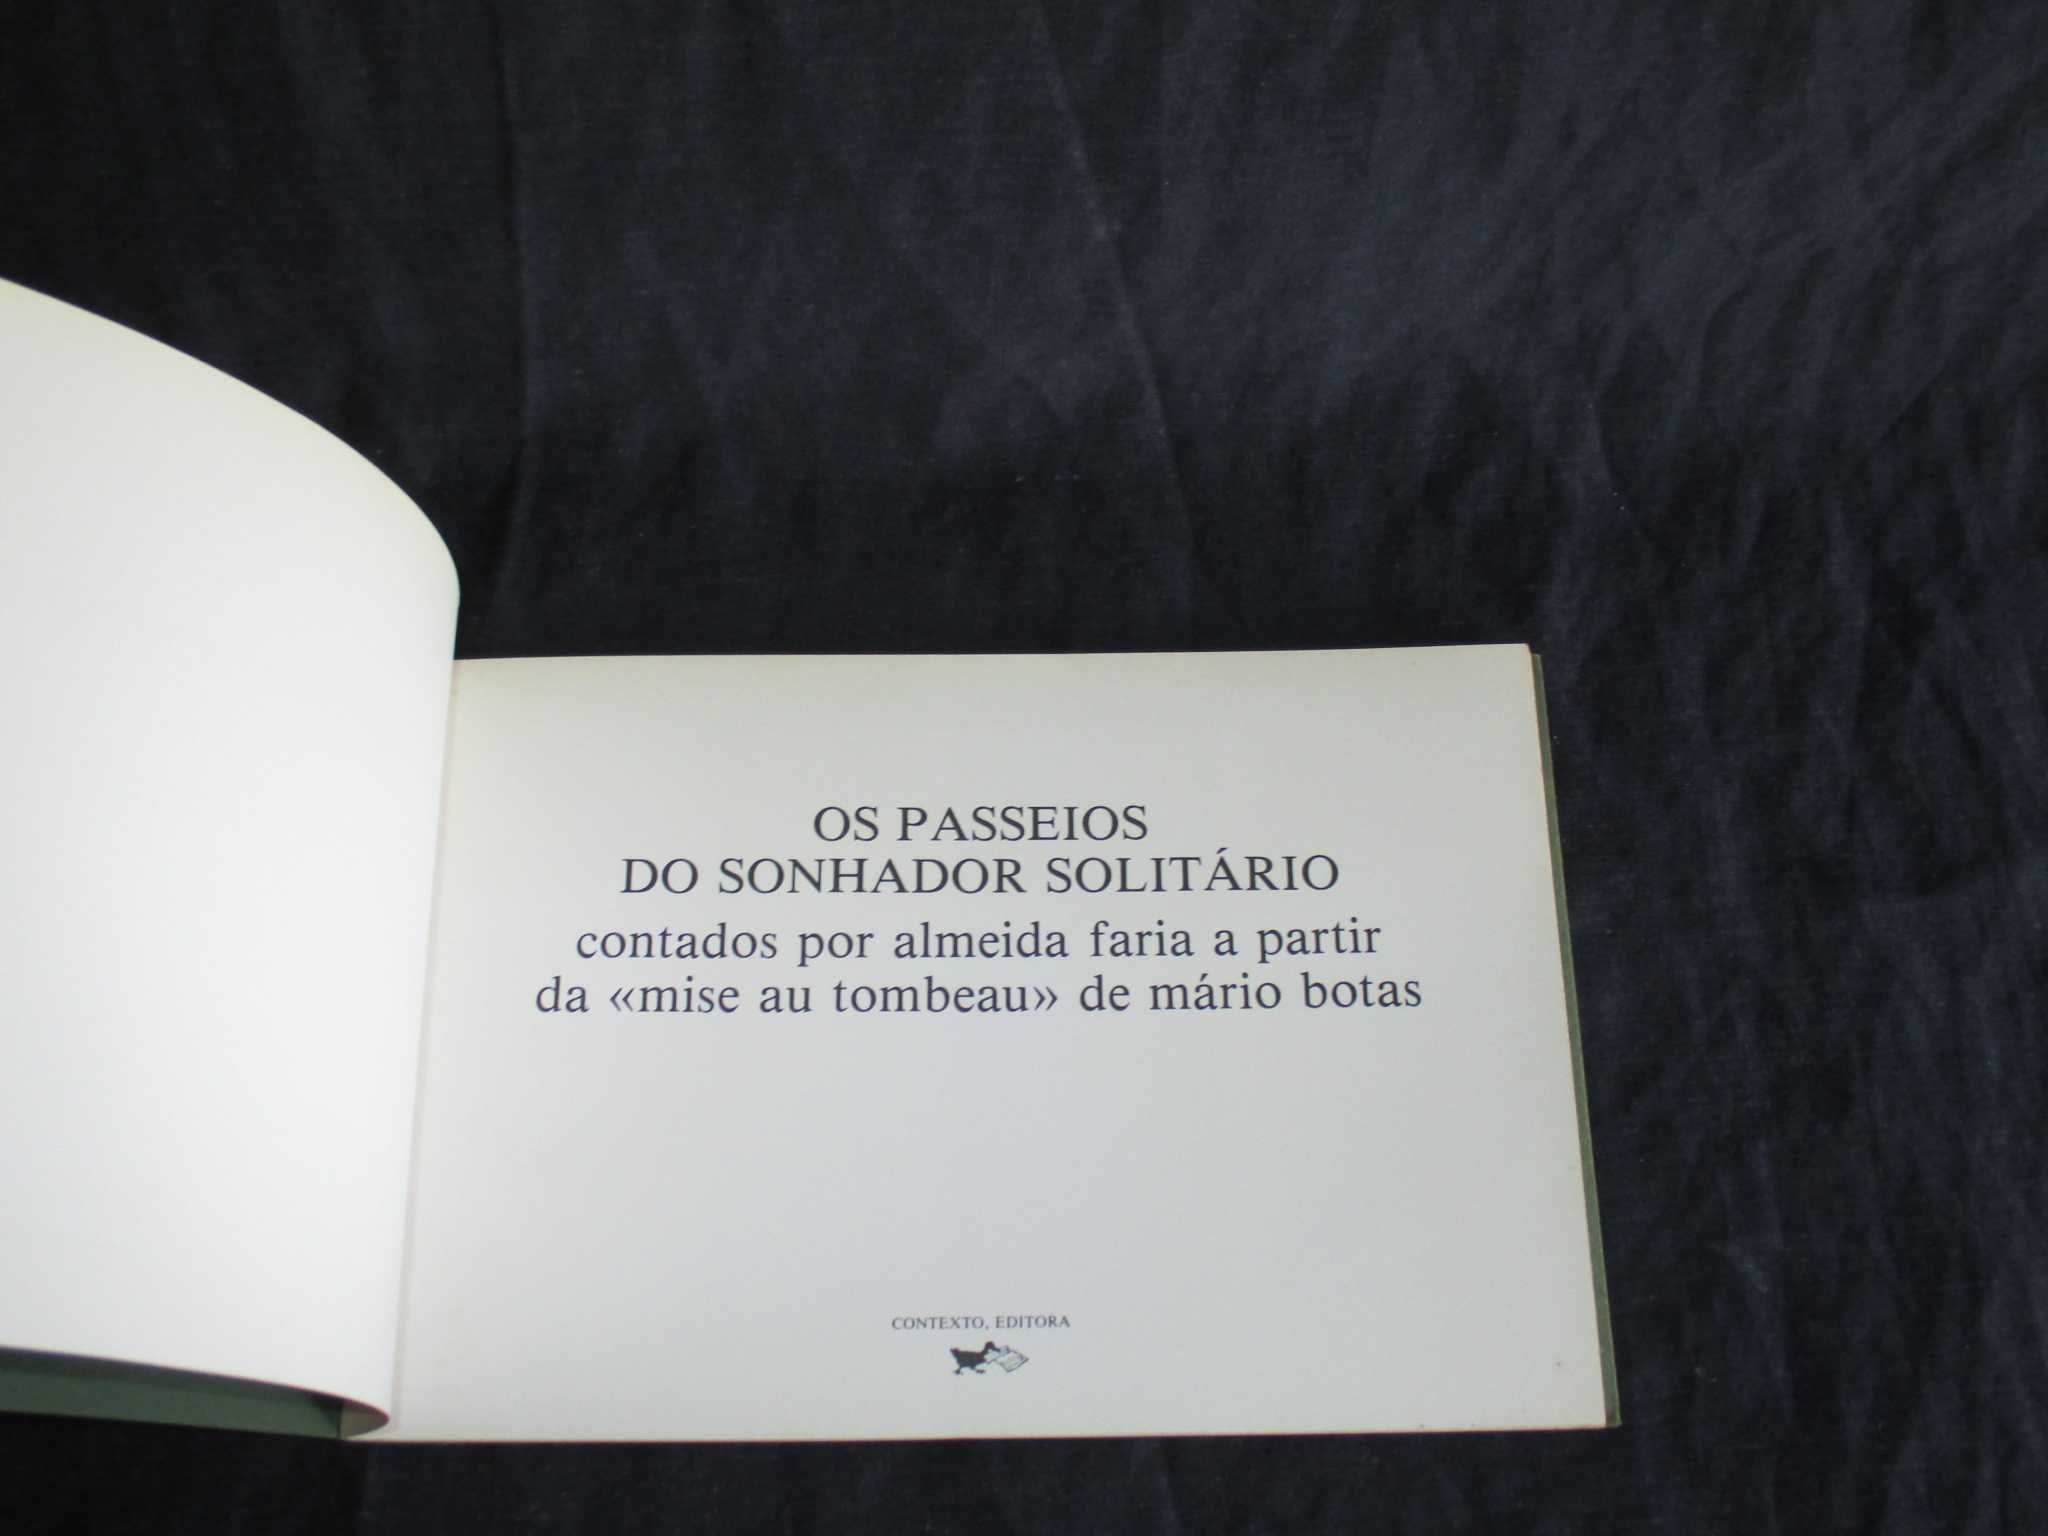 OS PASSEIOS
DO SONHADOR SOLITÁRIO
contados por almeida faria a partir
da «mise au tombeau» de mário botas
CONTEXTO, EDITORA